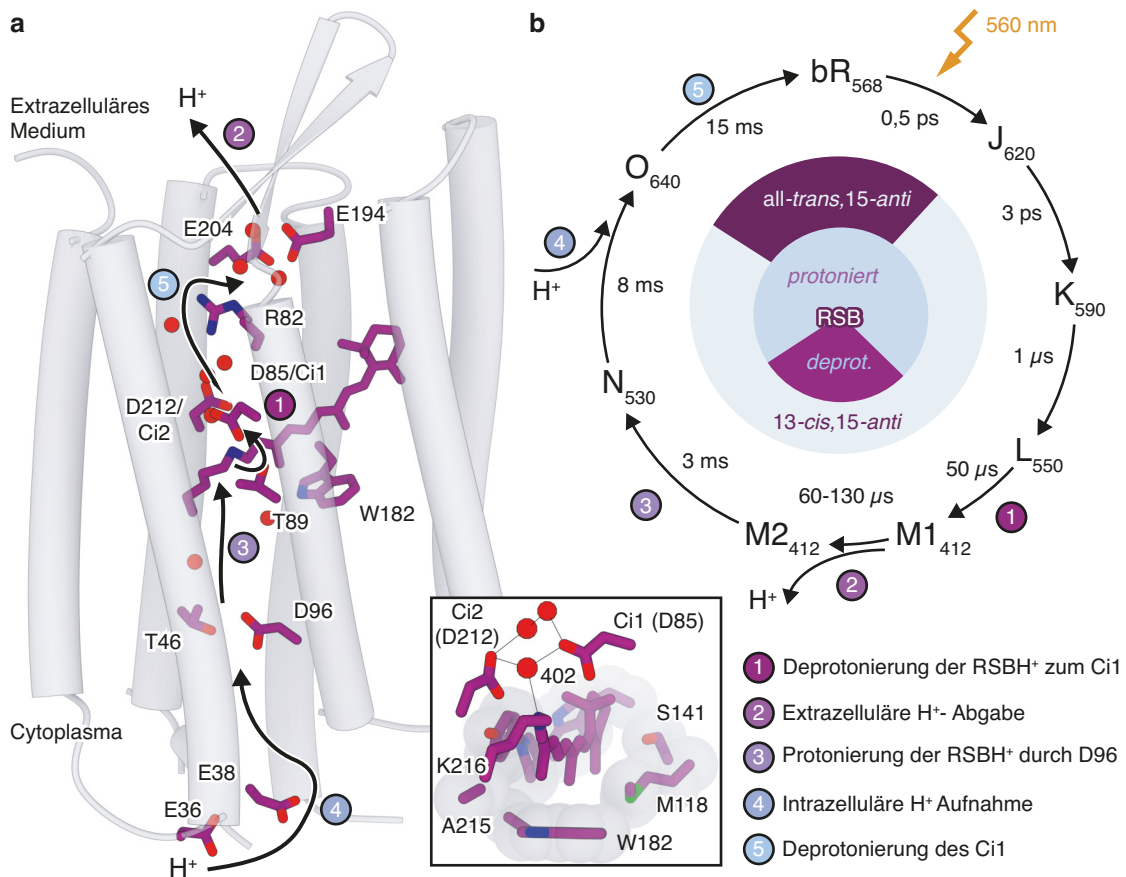 a
Extrazelluläres
Medium
H⁺
2
E204
E194
5
R82
D85/Ci1
1
D212/
Ci2
T89
W182
3
T46
D96
Cytoplasma
E38
E36
4
H⁺
Ci2
(D212)
Ci1 (D85)
402
S141
K216
M118
A215
W182
b
560 nm
bR₅₆₈
0,5 ps
J₆₂₀
3 ps
K₅₉₀
1 µs
L₅₅₀
50 µs
1
M1₄₁₂
60-130 µs
2
H⁺
M2₄₁₂
3 ms
3
N₅₃₀
8 ms
4
H⁺
O₆₄₀
15 ms
5
all-trans,15-anti
protoniert
RSB
deprot.
13-cis,15-anti
1 Deprotonierung der RSBH⁺ zum Ci1
2 Extrazelluläre H⁺- Abgabe
3 Protonierung der RSBH⁺ durch D96
4 Intrazelluläre H⁺ Aufnahme
5 Deprotonierung des Ci1